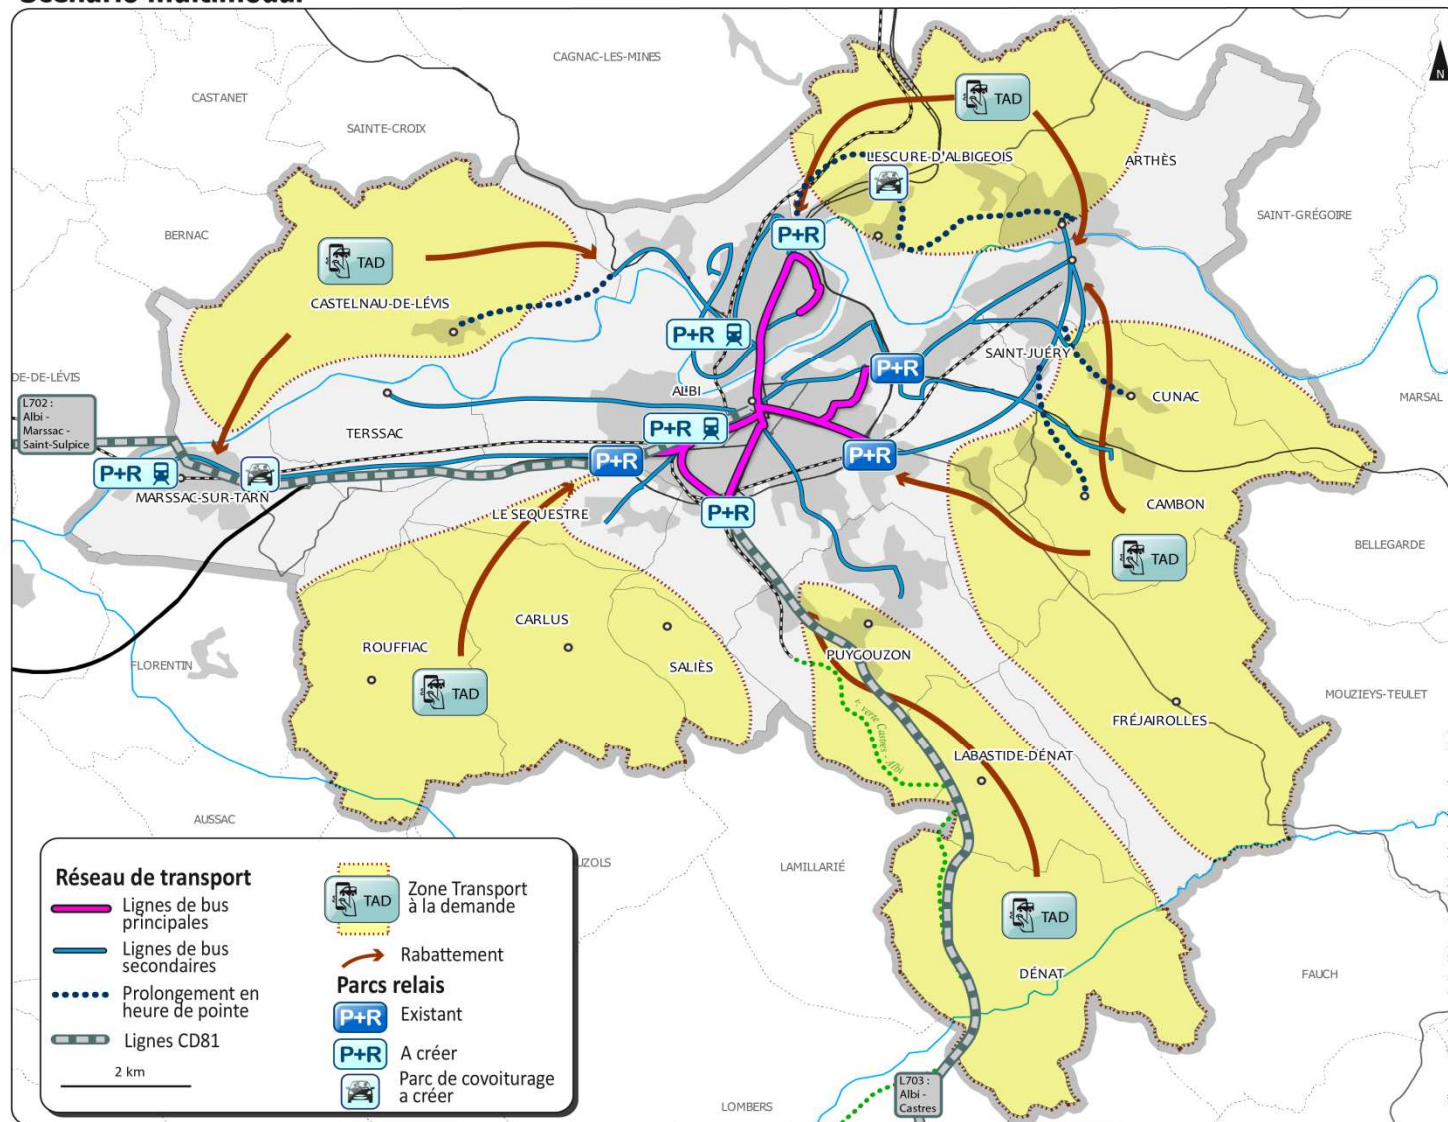 Scénario multimodal
CAGNAC-LES-MINES
CASTANET
SAINTE-CROIX
TAD
LESCURE-D'ALBIGEOIS
ARTHÈS
SAINT-GRÉGOIRE
BERNAC
P+R
TAD
CASTELNAU-DE-LÉVIS
P+R
SAINT-JUÉRY
P+R
DE-DE-LÉVIS
ALBI
CUNAC
MARSAL
L702 :
Albi -
Marssac -
Saint-Sulpice
TERSSAC
P+R
P+R
P+R
P+R
MARSSAC-SUR-TARN
LE SEQUESTRE
P+R
CAMBON
BELLEGARDE
TAD
CARLUS
ROUFFIAC
SALIÈS
FLORENTIN
PUYGOUZON
TAD
MOUZIEYS-TEULET
FRÉJAIROLLES
v. verte Castres - Albi
LABASTIDE-DÉNAT
AUSSAC
UZOLS
LAMILLARIÉ
TAD
DÉNAT
FAUCH
LOMBERS
L703 :
Albi -
Castres
N
Réseau de transport
Lignes de bus
principales
Lignes de bus
secondaires
Prolongement en
heure de pointe
Lignes CD81
2 km
TAD
Zone Transport
à la demande
Rabattement
Parcs relais
P+R
Existant
P+R
A créer
Parc de covoiturage
a créer